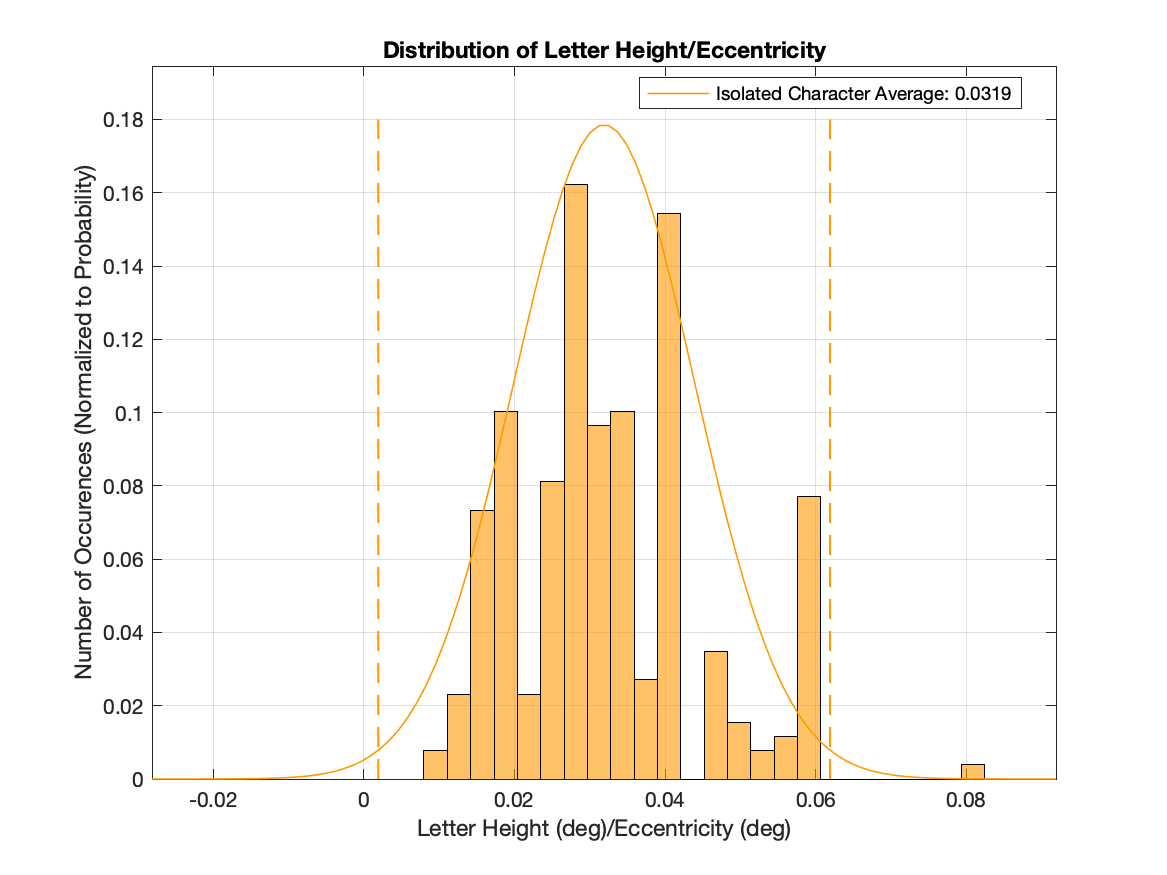 Distribution of Letter Height/Eccentricity
Isolated Character Average: 0.0319
Number of Occurences (Normalized to Probability)
0.18
0.16
0.14
0.12
0.1
0.08
0.06
0.04
0.02
0
-0.02 0 0.02 0.04 0.06 0.08
Letter Height (deg)/Eccentricity (deg)